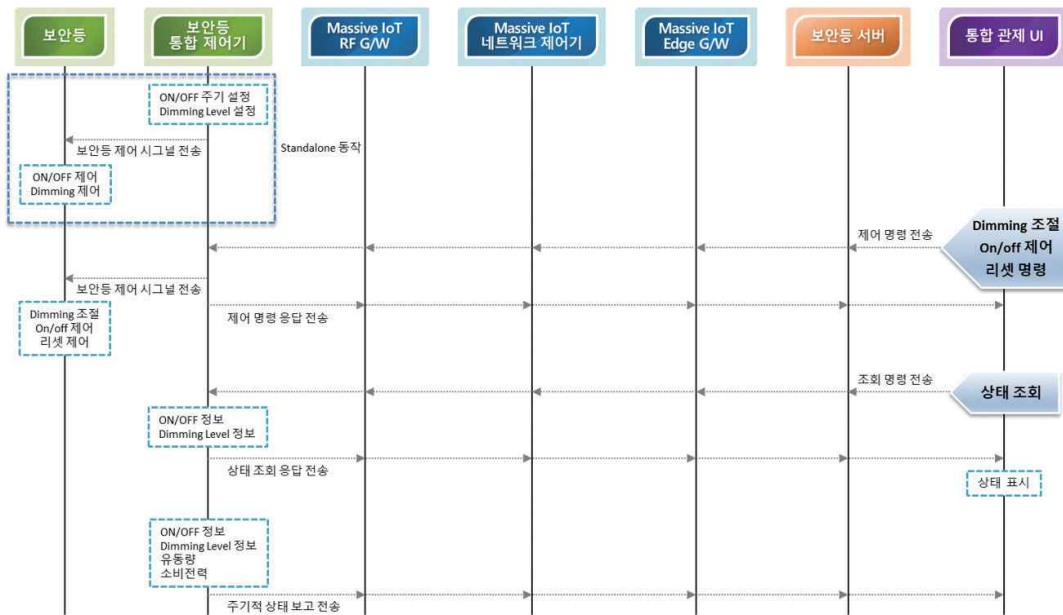 보안등
보안등
통합 제어기
Massive IoT
RF G/W
Massive IoT
네트워크 제어기
Massive IoT
Edge G/W
보안등 서버
통합 관제 UI
ON/OFF 주기 설정
Dimming Level 설정
보안등 제어 시그널 전송
Standalone 동작
ON/OFF 제어
Dimming 제어
제어 명령 전송
Dimming 조절
On/off 제어
리셋 명령
보안등 제어 시그널 전송
Dimming 조절
On/off 제어
리셋 제어
제어 명령 응답 전송
조회 명령 전송
상태 조회
ON/OFF 정보
Dimming Level 정보
상태 조회 응답 전송
상태 표시
ON/OFF 정보
Dimming Level 정보
유동량
소비전력
주기적 상태 보고 전송